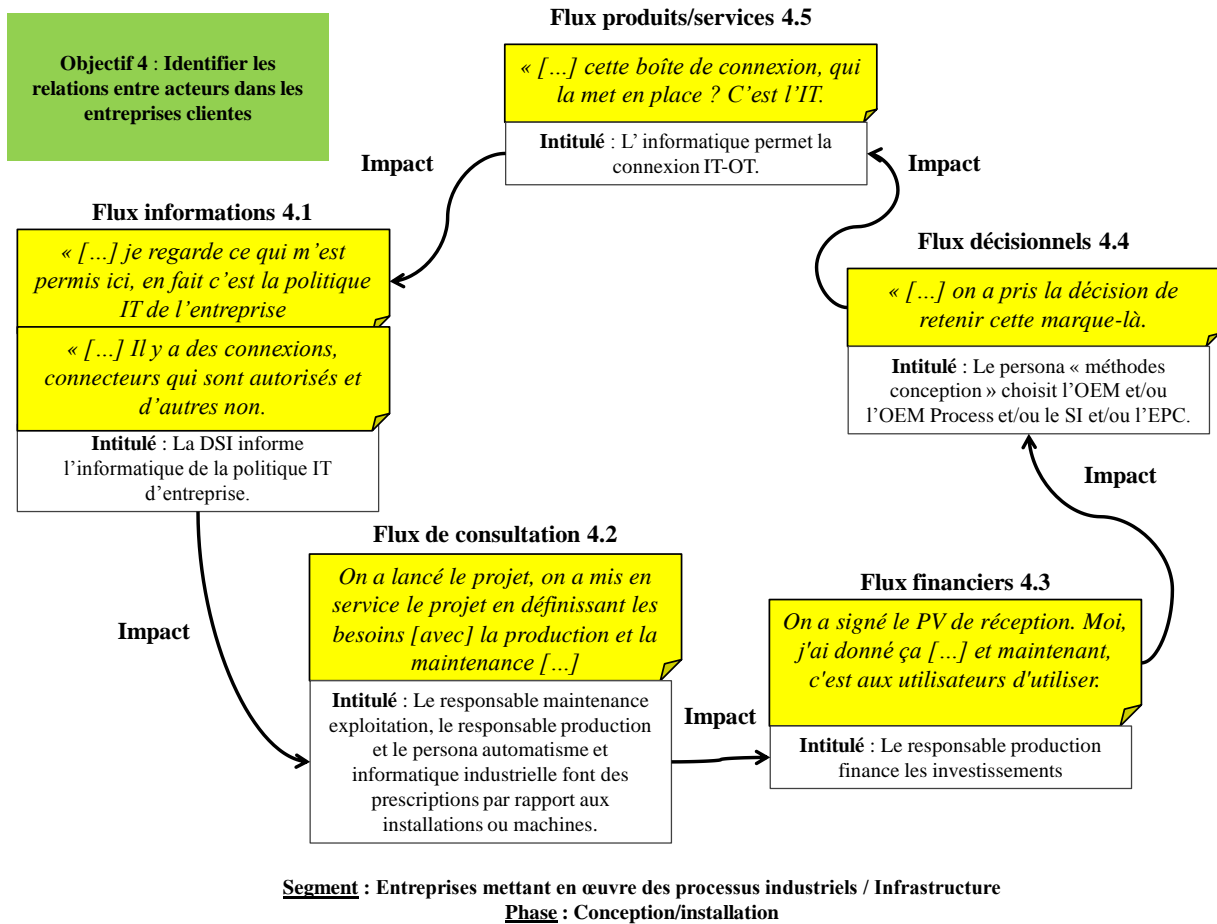 Objectif 4 : Identifier les
relations entre acteurs dans les
entreprises clientes
Flux produits/services 4.5
« [...] cette boîte de connexion, qui
la met en place ? C’est l’IT.
Intitulé : L’ informatique permet la
connexion IT-OT.
Impact
Impact
Flux informations 4.1
« [...] je regarde ce qui m’est
permis ici, en fait c’est la politique
IT de l’entreprise
« [...] Il y a des connexions,
connecteurs qui sont autorisés et
d’autres non.
Intitulé : La DSI informe
l’informatique de la politique IT
d’entreprise.
Flux décisionnels 4.4
« [...] on a pris la décision de
retenir cette marque-là.
Intitulé : Le persona « méthodes
conception » choisit l’OEM et/ou
l’OEM Process et/ou le SI et/ou l’EPC.
Impact
Impact
Flux de consultation 4.2
On a lancé le projet, on a mis en
service le projet en définissant les
besoins [avec] la production et la
maintenance [...]
Intitulé : Le responsable maintenance
exploitation, le responsable production
et le persona automatisme et
informatique industrielle font des
prescriptions par rapport aux
installations ou machines.
Impact
Flux financiers 4.3
On a signé le PV de réception. Moi,
j'ai donné ça [...] et maintenant,
c'est aux utilisateurs d'utiliser.
Intitulé : Le responsable production
finance les investissements
Segment : Entreprises mettant en œuvre des processus industriels / Infrastructure
Phase : Conception/installation